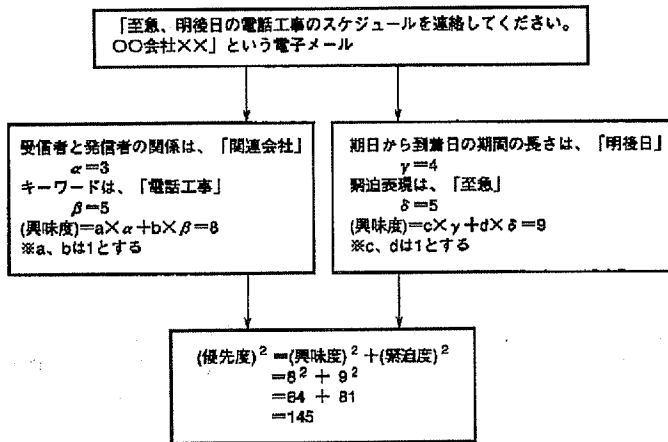 「至急、明後日の電話工事のスケジュールを連絡してください。
〇〇会社××」という電子メール
受信者と発信者の関係は、「関連会社」
α=3
キーワードは、「電話工事」
β=5
(興味度)=a×α+b×β=8
※a、bは1とする
期日から到着日の期間の長さは、「明後日」
γ=4
緊迫表現は、「至急」
δ=5
(興味度)=c×γ+d×δ=9
※c、dは1とする
(優先度)²=(興味度)²+(緊迫度)²
=8²+9²
=64+81
=145